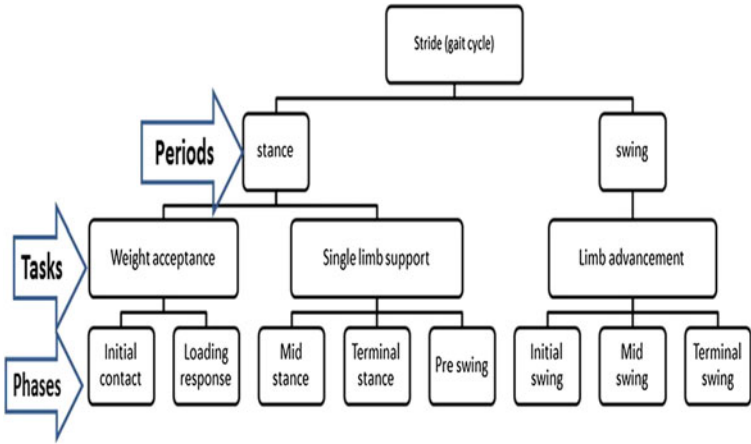 Stride (gait cycle)
Periods
stance
swing
Tasks
Weight acceptance
Single limb support
Limb advancement
Phases
Initial
contact
Loading
response
Mid
stance
Terminal
stance
Pre swing
Initial
swing
Mid
swing
Terminal
swing